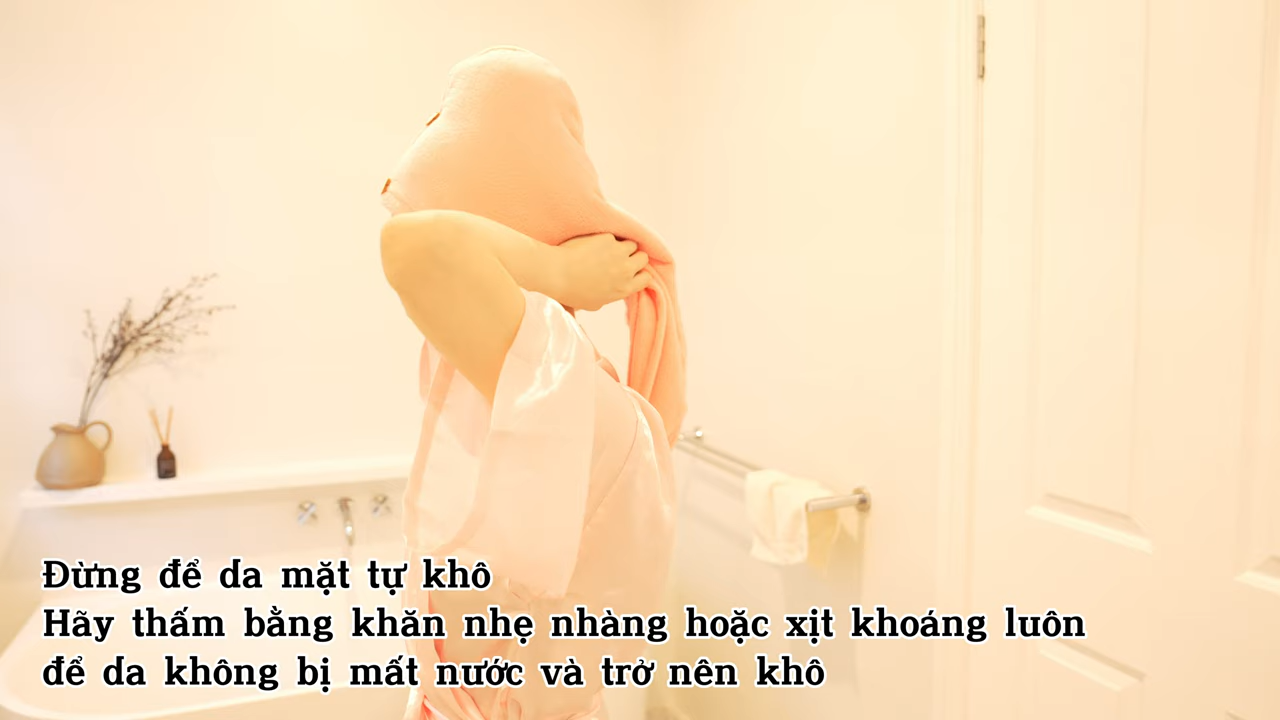 Đừng để da mặt tự khô
Hãy thấm bằng khăn nhẹ nhàng hoặc xịt khoáng luôn
để da không bị mất nước và trở nên khô